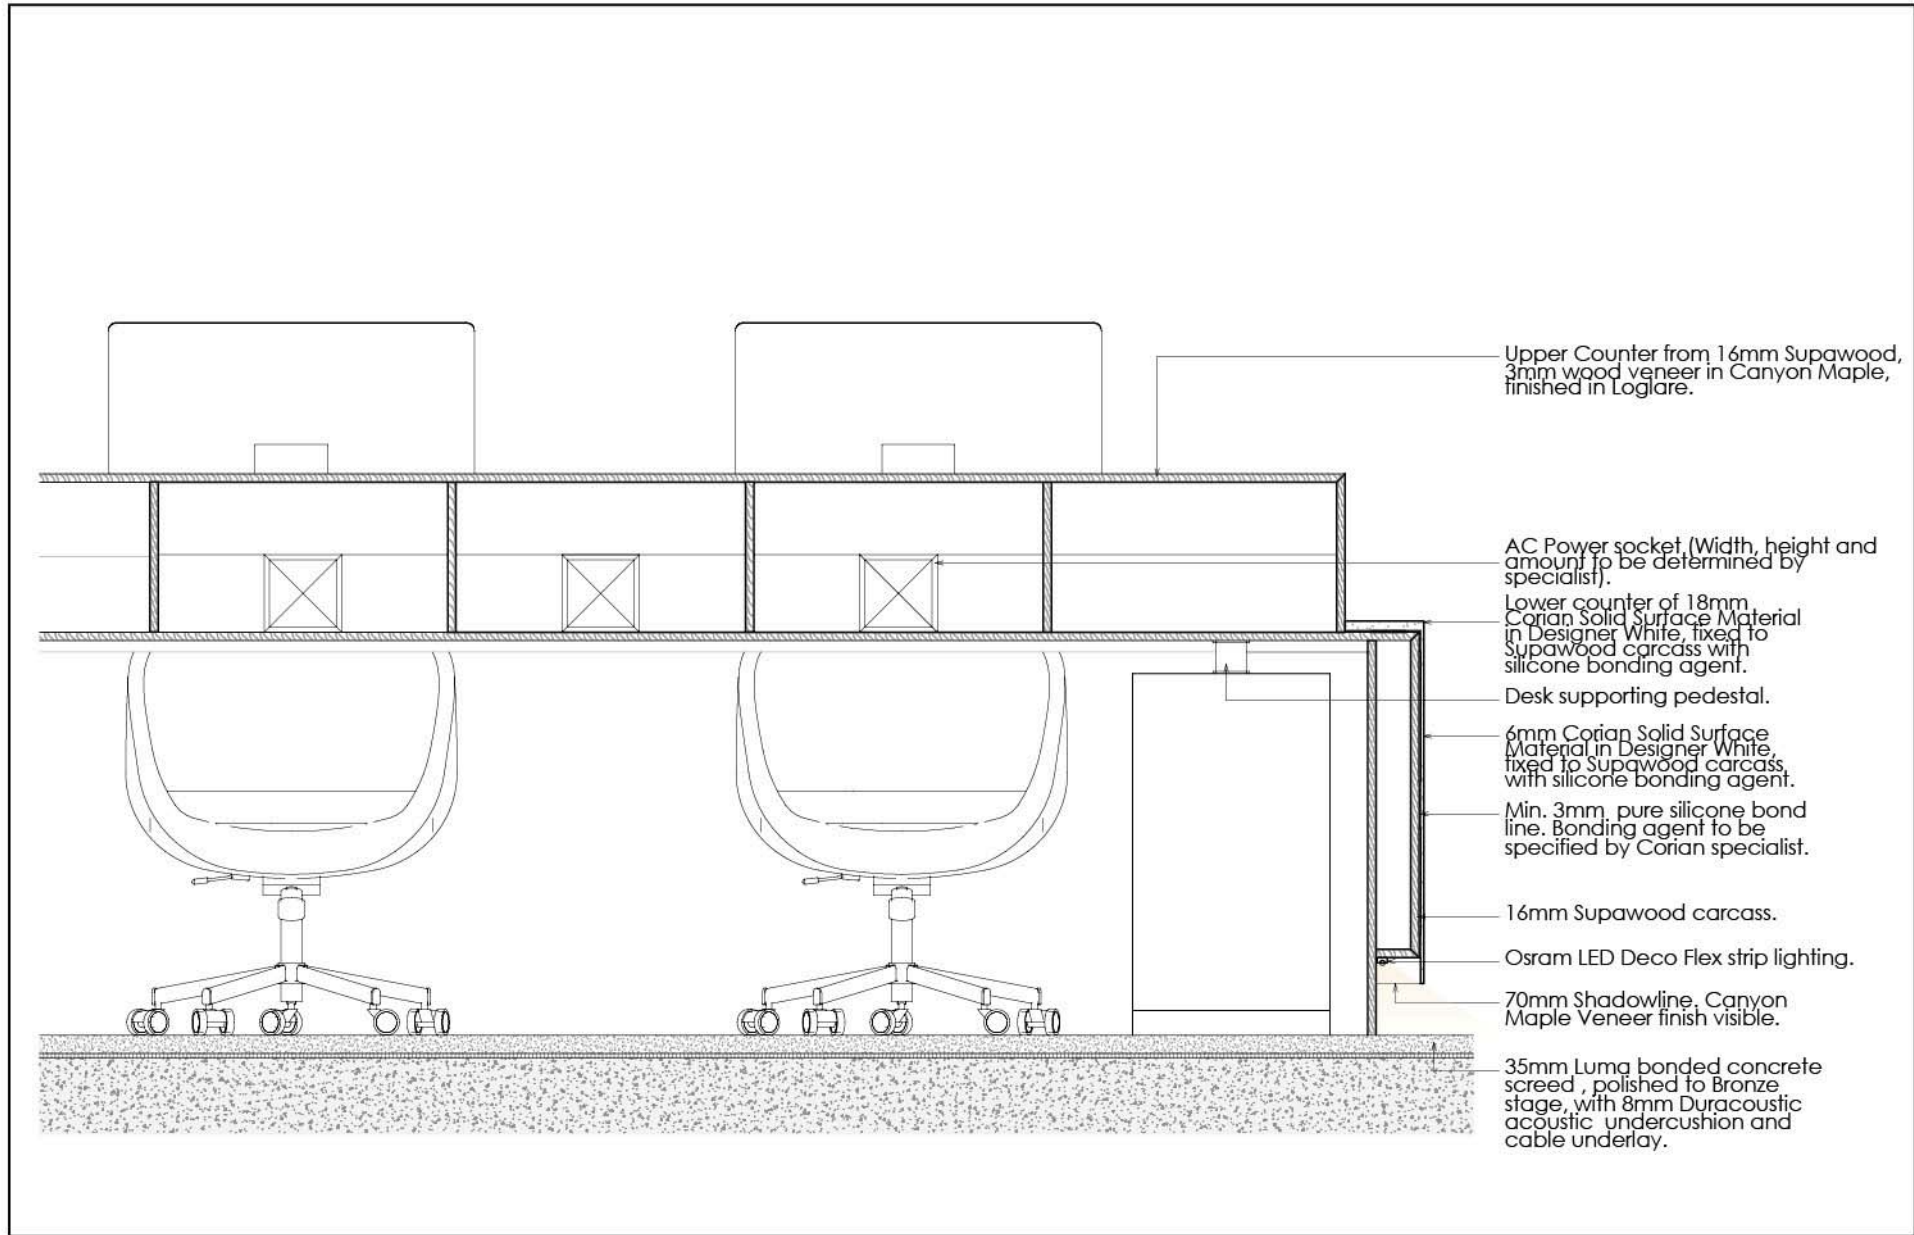 Upper Counter from 16mm Supawood,
3mm wood veneer in Canyon Maple,
finished in Loglare.
AC Power socket (Width, height and
amount to be determined by
specialist).
Lower counter of 18mm
Corian Solid Surface Material
in Designer White, fixed to
Supawood carcass with
silicone bonding agent.
Desk supporting pedestal.
6mm Corian Solid Surface
Material in Designer White,
fixed to Supawood carcass
with silicone bonding agent.
Min. 3mm pure silicone bond
line. Bonding agent to be
specified by Corian specialist.
16mm Supawood carcass.
Osram LED Deco Flex strip lighting.
70mm Shadowline. Canyon
Maple Veneer finish visible.
35mm Luma bonded concrete
screed , polished to Bronze
stage, with 8mm Duracoustic
acoustic undercushion and
cable underlay.